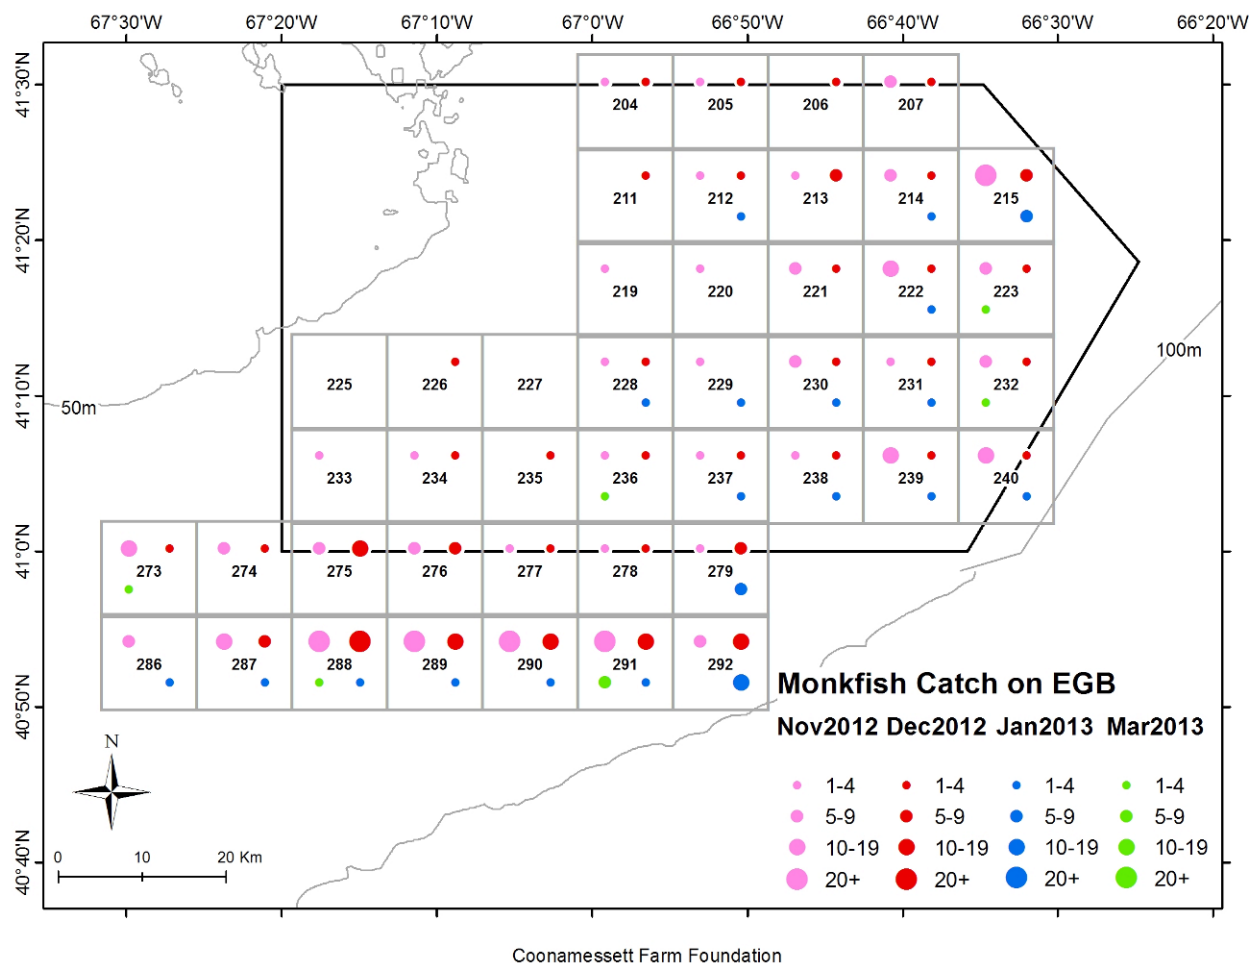 67°30'W 67°20'W 67°10'W 67°0'W 66°50'W 66°40'W 66°30'W 66°20'W
41°30'N
204 205 206 207
211 212 213 214 215
41°20'N
219 220 221 222 223
100m
41°10'N
225 226 227 228 229 230 231 232
50m
233 234 235 236 237 238 239 240
41°0'N
273 274 275 276 277 278 279
286 287 288 289 290 291 292
40°50'N
Monkfish Catch on EGB
Nov2012 Dec2012 Jan2013 Mar2013
N
1-4 1-4 1-4 1-4
5-9 5-9 5-9 5-9
10-19 10-19 10-19 10-19
20+ 20+ 20+ 20+
40°40'N
0 10 20 Km
Coonamessett Farm Foundation